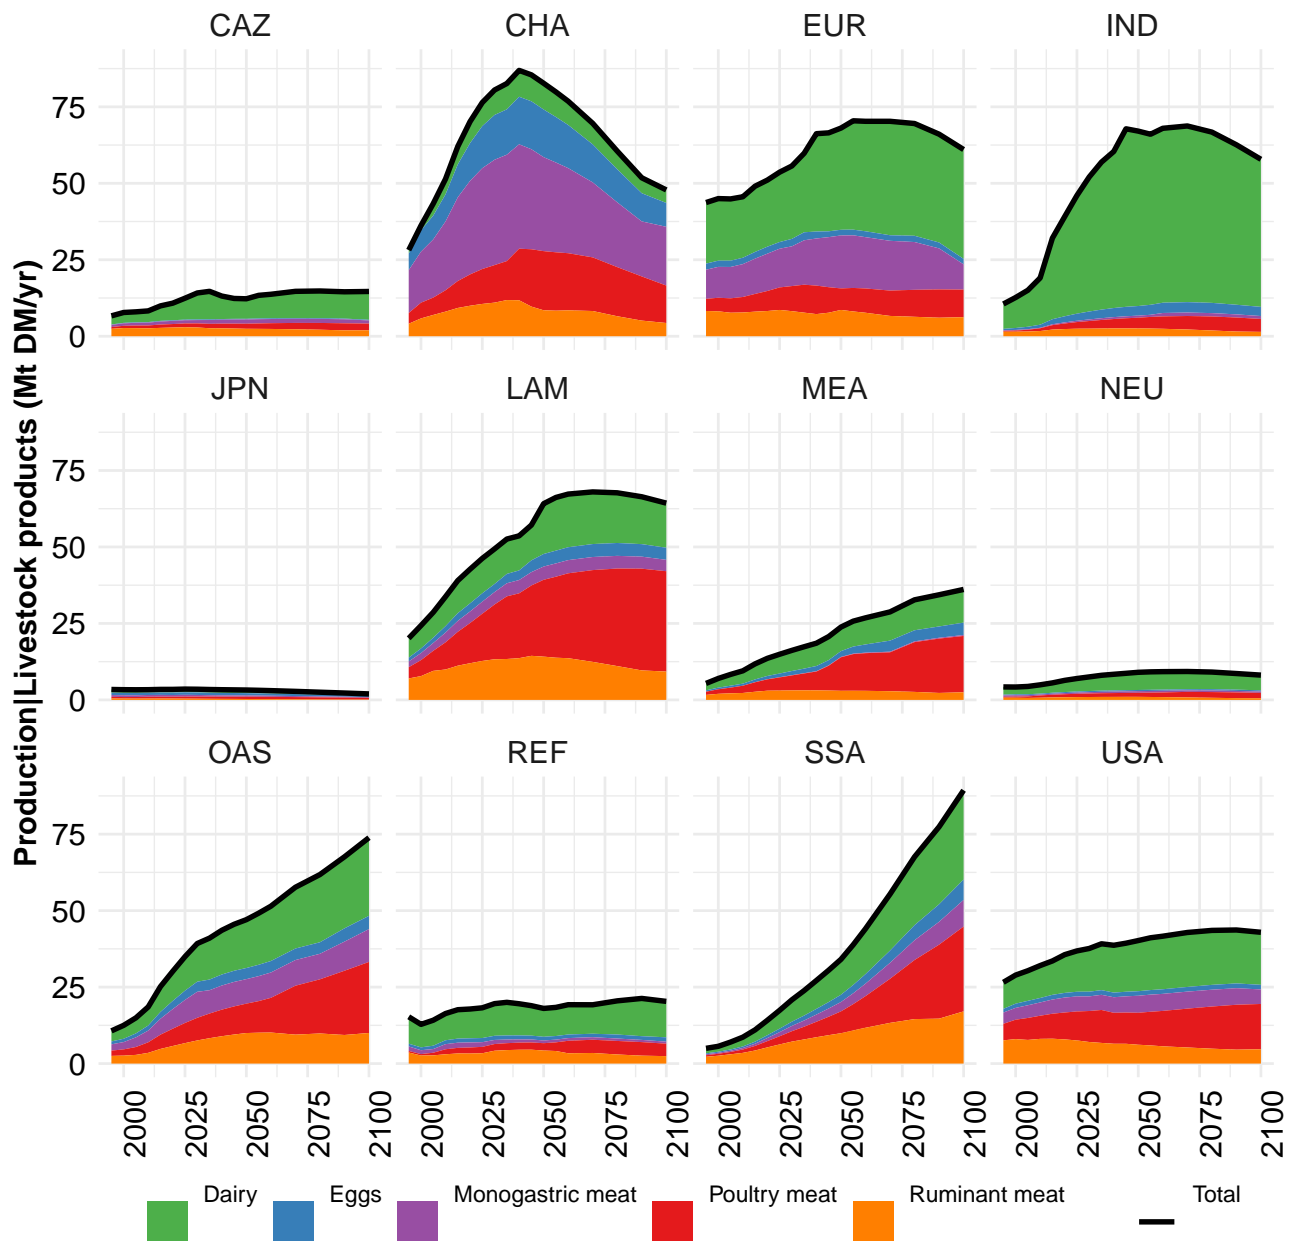 CAZ CHA EUR IND
75
50
25
0
JPN LAM MEA NEU
75
50
25
0
OAS REF SSA USA
75
50
25
0
Production|Livestock products (Mt DM/yr)
2000 2025 2050 2075 2100 2000 2025 2050 2075 2100 2000 2025 2050 2075 2100 2000 2025 2050 2075 2100
Dairy Eggs Monogastric meat Poultry meat Ruminant meat Total